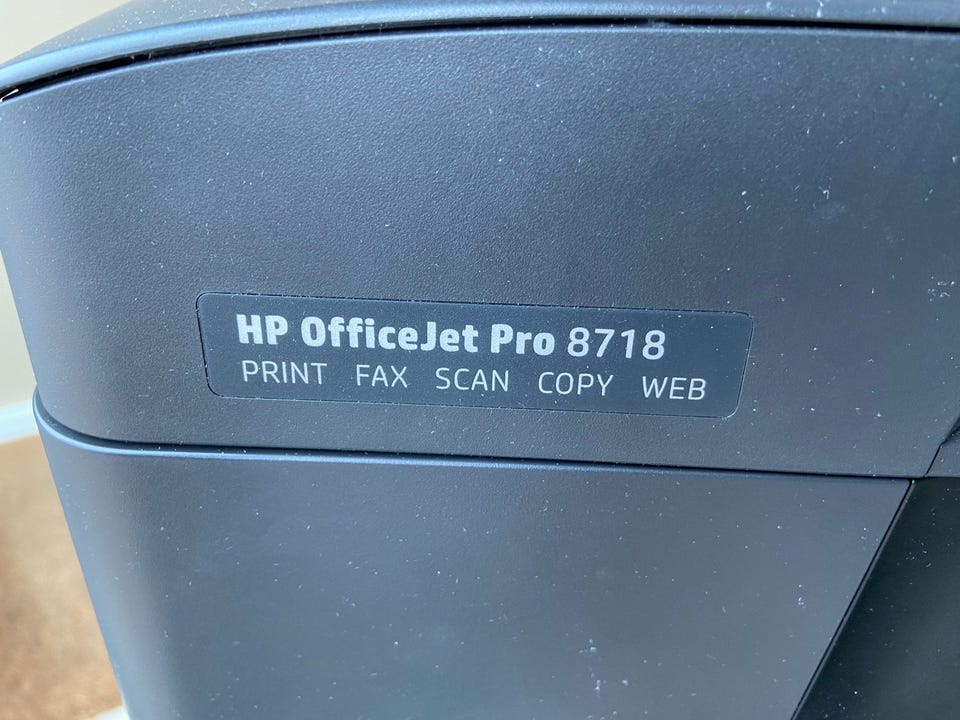 HP OfficeJet Pro 8718
PRINT FAX SCAN COPY WEB